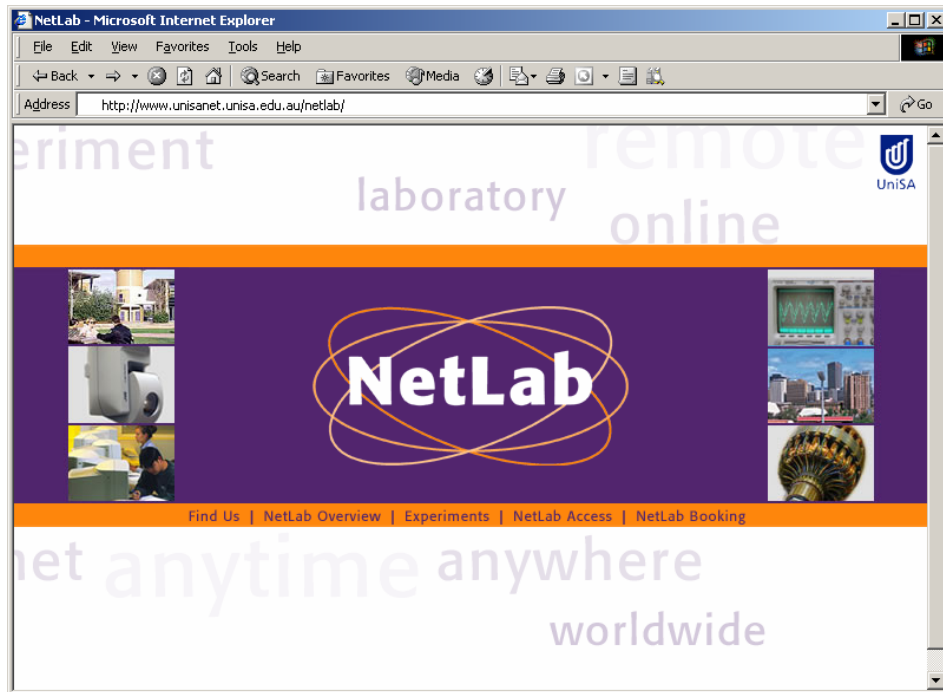 NetLab - Microsoft Internet Explorer
File Edit View Favorites Tools Help
Back Search Favorites Media
Address http://www.unisanet.unisa.edu.au/netlab/ Go
eriment remote
laboratory
UniSA
online
NetLab
Find Us | NetLab Overview | Experiments | NetLab Access | NetLab Booking
net anytime anywhere
worldwide